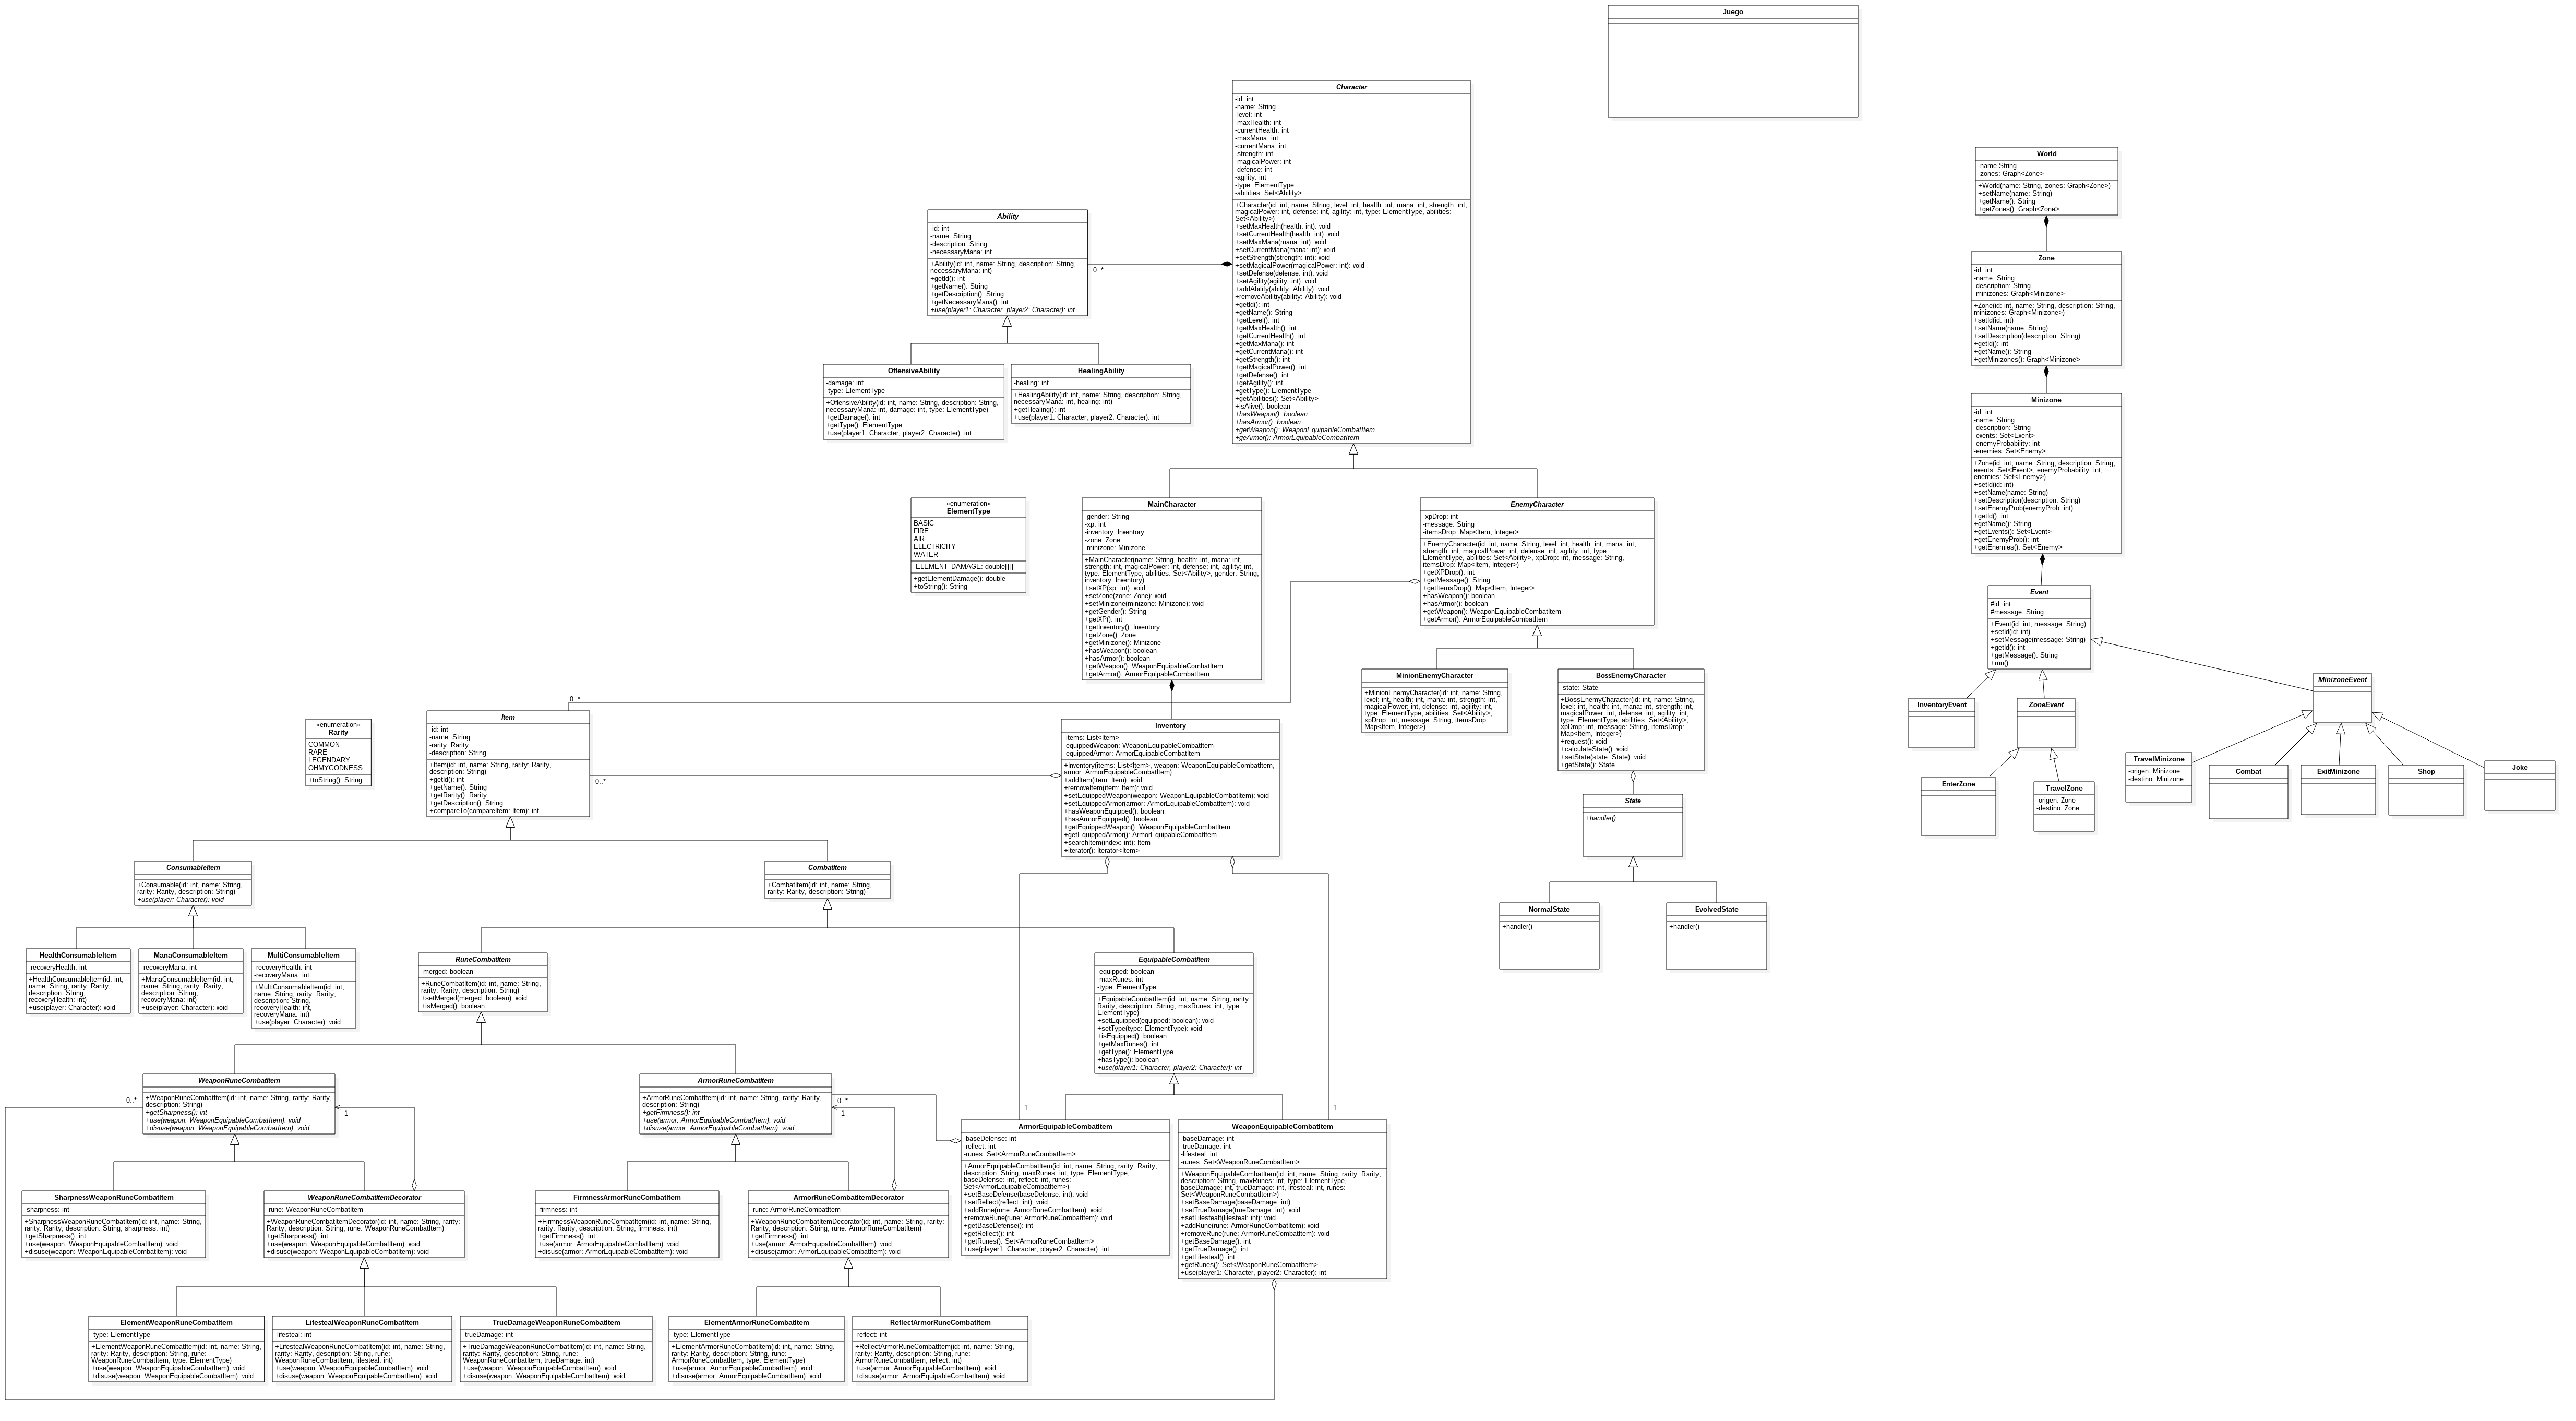 Juego
Character
-id: int
-name: String
-level: int
-maxHealth: int
-currentHealth: int
-maxMana: int
-currentMana: int
-strength: int
-magicalPower: int
-defense: int
-agility: int
-type: ElementType
-abilities: Set<Ability>
+Character(id: int, name: String, level: int, health: int, mana: int, strength: int,
magicalPower: int, defense: int, agility: int, type: ElementType, abilities:
Set<Ability>)
+setMaxHealth(health: int): void
+setCurrentHealth(health: int): void
+setMaxMana(mana: int): void
+setCurrentMana(mana: int): void
+setStrength(strength: int): void
+setMagicalPower(magicalPower: int): void
+setDefense(defense: int): void
+setAgility(agility: int): void
+addAbility(ability: Ability): void
+removeAbilitiy(ability: Ability): void
+getId(): int
+getName(): String
+getLevel(): int
+getMaxHealth(): int
+getCurrentHealth(): int
+getMaxMana(): int
+getCurrentMana(): int
+getStrength(): int
+getMagicalPower(): int
+getDefense(): int
+getAgility(): int
+getType(): ElementType
+getAbilities(): Set<Ability>
+isAlive(): boolean
+hasWeapon(): boolean
+hasArmor(): boolean
+getWeapon(): WeaponEquipableCombatItem
+geArmor(): ArmorEquipableCombatItem
World
-name String
-zones: Graph<Zone>
+World(name: String, zones: Graph<Zone>)
+setName(name: String)
+getName(): String
+getZones(): Graph<Zone>
Ability
-id: int
-name: String
-description: String
-necessaryMana: int
+Ability(id: int, name: String, description: String,
necessaryMana: int)
+getId(): int
+getName(): String
+getDescription(): String
+getNecessaryMana(): int
+use(player1: Character, player2: Character): int
0..*
Zone
-id: int
-name: String
-description: String
-minizones: Graph<Minizone>
+Zone(id: int, name: String, description: String,
minizones: Graph<Minizone>)
+setId(id: int)
+setName(name: String)
+setDescription(description: String)
+getId(): int
+getName(): String
+getMinizones(): Graph<Minizone>
OffensiveAbility
-damage: int
-type: ElementType
+OffensiveAbility(id: int, name: String, description: String,
necessaryMana: int, damage: int, type: ElementType)
+getDamage(): int
+getType(): ElementType
+use(player1: Character, player2: Character): int
HealingAbility
-healing: int
+HealingAbility(id: int, name: String, description: String,
necessaryMana: int, healing: int)
+getHealing(): int
+use(player1: Character, player2: Character): int
Minizone
-id: int
-name: String
-description: String
-events: Set<Event>
-enemyProbability: int
-enemies: Set<Enemy>
+Zone(id: int, name: String, description: String,
events: Set<Event>, enemyProbability: int,
enemies: Set<Enemy>)
+setId(id: int)
+setName(name: String)
+setDescription(description: String)
+setEnemyProb(enemyProb: int)
+getId(): int
+getName(): String
+getEvents(): Set<Event>
+getEnemyProb(): int
+getEnemies(): Set<Enemy>
«enumeration»
ElementType
BASIC
FIRE
AIR
ELECTRICITY
WATER
-ELEMENT_DAMAGE: double[][]
+getElementDamage(): double
+toString(): String
MainCharacter
-gender: String
-xp: int
-inventory: Inventory
-zone: Zone
-minizone: Minizone
+MainCharacter(name: String, health: int, mana: int,
strength: int, magicalPower: int, defense: int, agility: int,
type: ElementType, abilities: Set<Ability>, gender: String,
inventory: Inventory)
+setXP(xp: int): void
+setZone(zone: Zone): void
+setMinizone(minizone: Minizone): void
+getGender(): String
+getXP(): int
+getInventory(): Inventory
+getZone(): Zone
+getMinizone(): Minizone
+hasWeapon(): boolean
+hasArmor(): boolean
+getWeapon(): WeaponEquipableCombatItem
+getArmor(): ArmorEquipableCombatItem
EnemyCharacter
-xpDrop: int
-message: String
-itemsDrop: Map<Item, Integer>
+EnemyCharacter(id: int, name: String, level: int, health: int, mana: int,
strength: int, magicalPower: int, defense: int, agility: int, type:
ElementType, abilities: Set<Ability>, xpDrop: int, message: String,
itemsDrop: Map<Item, Integer>)
+getXPDrop(): int
+getMessage(): String
+getItemsDrop(): Map<Item, Integer>
+hasWeapon(): boolean
+hasArmor(): boolean
+getWeapon(): WeaponEquipableCombatItem
+getArmor(): ArmorEquipableCombatItem
Event
#id: int
#message: String
+Event(id: int, message: String)
+setId(id: int)
+setMessage(message: String)
+getId(): int
+getMessage(): String
+run()
MinionEnemyCharacter
+MinionEnemyCharacter(id: int, name: String,
level: int, health: int, mana: int, strength: int,
magicalPower: int, defense: int, agility: int,
type: ElementType, abilities: Set<Ability>,
xpDrop: int, message: String, itemsDrop:
Map<Item, Integer>)
BossEnemyCharacter
-state: State
+BossEnemyCharacter(id: int, name: String,
level: int, health: int, mana: int, strength: int,
magicalPower: int, defense: int, agility: int,
type: ElementType, abilities: Set<Ability>,
xpDrop: int, message: String, itemsDrop:
Map<Item, Integer>)
+request(): void
+calculateState(): void
+setState(state: State): void
+getState(): State
InventoryEvent
ZoneEvent
MinizoneEvent
0..*
«enumeration»
Rarity
COMMON
RARE
LEGENDARY
OHMYGODNESS
+toString(): String
Item
-id: int
-name: String
-rarity: Rarity
-description: String
+Item(id: int, name: String, rarity: Rarity,
description: String)
+getId(): int
+getName(): String
+getRarity(): Rarity
+getDescription(): String
+compareTo(compareItem: Item): int
0..*
Inventory
-items: List<Item>
-equippedWeapon: WeaponEquipableCombatItem
-equippedArmor: ArmorEquipableCombatItem
+Inventory(items: List<Item>, weapon: WeaponEquipableCombatItem,
armor: ArmorEquipableCombatItem)
+addItem(item: Item): void
+removeItem(item: Item): void
+setEquippedWeapon(weapon: WeaponEquipableCombatItem): void
+setEquippedArmor(armor: ArmorEquipableCombatItem): void
+hasWeaponEquipped(): boolean
+hasArmorEquipped(): boolean
+getEquippedWeapon(): WeaponEquipableCombatItem
+getEquippedArmor(): ArmorEquipableCombatItem
+searchItem(index: int): Item
+iterator(): Iterator<Item>
State
+handler()
EnterZone
TravelZone
-origen: Zone
-destino: Zone
TravelMinizone
-origen: Minizone
-destino: Minizone
Combat
ExitMinizone
Shop
Joke
ConsumableItem
+Consumable(id: int, name: String,
rarity: Rarity, description: String)
+use(player: Character): void
CombatItem
+CombatItem(id: int, name: String,
rarity: Rarity, description: String)
NormalState
+handler()
EvolvedState
+handler()
HealthConsumableItem
-recoveryHealth: int
+HealthConsumableItem(id: int,
name: String, rarity: Rarity,
description: String,
recoveryHealth: int)
+use(player: Character): void
ManaConsumableItem
-recoveryMana: int
+ManaConsumableItem(id: int,
name: String, rarity: Rarity,
description: String,
recoveryMana: int)
+use(player: Character): void
MultiConsumableItem
-recoveryHealth: int
-recoveryMana: int
+MultiConsumableItem(id: int,
name: String, rarity: Rarity,
description: String,
recoveryHealth: int,
recoveryMana: int)
+use(player: Character): void
RuneCombatItem
-merged: boolean
+RuneCombatItem(id: int, name: String,
rarity: Rarity, description: String)
+setMerged(merged: boolean): void
+isMerged(): boolean
EquipableCombatItem
-equipped: boolean
-maxRunes: int
-type: ElementType
+EquipableCombatItem(id: int, name: String, rarity:
Rarity, description: String, maxRunes: int, type:
ElementType)
+setEquipped(equipped: boolean): void
+setType(type: ElementType): void
+isEquipped(): boolean
+getMaxRunes(): int
+getType(): ElementType
+hasType(): boolean
+use(player1: Character, player2: Character): int
0..*
WeaponRuneCombatItem
+WeaponRuneCombatItem(id: int, name: String, rarity: Rarity,
description: String)
+getSharpness(): int
+use(weapon: WeaponEquipableCombatItem): void
+disuse(weapon: WeaponEquipableCombatItem): void
1
ArmorRuneCombatItem
+ArmorRuneCombatItem(id: int, name: String, rarity: Rarity,
description: String)
+getFirmness(): int
+use(armor: ArmorEquipableCombatItem): void
+disuse(armor: ArmorEquipableCombatItem): void
0..*
1
1
1
ArmorEquipableCombatItem
-baseDefense: int
-reflect: int
-runes: Set<ArmorRuneCombatItem>
+ArmorEquipableCombatItem(id: int, name: String, rarity: Rarity,
description: String, maxRunes: int, type: ElementType,
baseDefense: int, reflect: int, runes:
Set<ArmorEquipableCombatItem>)
+setBaseDefense(baseDefense: int): void
+setReflect(reflect: int): void
+addRune(rune: ArmorRuneCombatItem): void
+removeRune(rune: ArmorRuneCombatItem): void
+getBaseDefense(): int
+getReflect(): int
+getRunes(): Set<ArmorRuneCombatItem>
+use(player1: Character, player2: Character): int
WeaponEquipableCombatItem
-baseDamage: int
-trueDamage: int
-lifesteal: int
-runes: Set<WeaponRuneCombatItem>
+WeaponEquipableCombatItem(id: int, name: String, rarity: Rarity,
description: String, maxRunes: int, type: ElementType,
baseDamage: int, trueDamage: int, lifesteal: int, runes:
Set<WeaponEquipableCombatItem>)
+setBaseDamage(baseDamage: int)
+setTrueDamage(trueDamage: int): void
+setLifestealt(lifesteal: int): void
+addRune(rune: ArmorRuneCombatItem): void
+removeRune(rune: ArmorRuneCombatItem): void
+getBaseDamage(): int
+getTrueDamage(): int
+getLifesteal(): int
+getRunes(): Set<WeaponRuneCombatItem>
+use(player1: Character, player2: Character): int
SharpnessWeaponRuneCombatItem
-sharpness: int
+SharpnessWeaponRuneCombatItem(id: int, name: String,
rarity: Rarity, description: String, sharpness: int)
+getSharpness(): int
+use(weapon: WeaponEquipableCombatItem): void
+disuse(weapon: WeaponEquipableCombatItem): void
WeaponRuneCombatItemDecorator
-rune: WeaponRuneCombatItem
+WeaponRuneCombatItemDecorator(id: int, name: String, rarity:
Rarity, description: String, rune: WeaponRuneCombatItem)
+getSharpness(): int
+use(weapon: WeaponEquipableCombatItem): void
+disuse(weapon: WeaponEquipableCombatItem): void
FirmnessArmorRuneCombatItem
-firmness: int
+FirmnessWeaponRuneCombatItem(id: int, name: String,
rarity: Rarity, description: String, firmness: int)
+getFirmness(): int
+use(armor: ArmorEquipableCombatItem): void
+disuse(armor: ArmorEquipableCombatItem): void
ArmorRuneCombatItemDecorator
-rune: ArmorRuneCombatItem
+WeaponRuneCombatItemDecorator(id: int, name: String, rarity:
Rarity, description: String, rune: ArmorRuneCombatItem)
+getFirmness(): int
+use(armor: ArmorEquipableCombatItem): void
+disuse(armor: ArmorEquipableCombatItem): void
ElementWeaponRuneCombatItem
-type: ElementType
+ElementWeaponRuneCombatItem(id: int, name: String,
rarity: Rarity, description: String, rune:
WeaponRuneCombatItem, type: ElementType)
+use(weapon: WeaponEquipableCombatItem): void
+disuse(weapon: WeaponEquipableCombatItem): void
LifestealWeaponRuneCombatItem
-lifesteal: int
+LifestealWeaponRuneCombatItem(id: int, name: String,
rarity: Rarity, description: String, rune:
WeaponRuneCombatItem, lifesteal: int)
+use(weapon: WeaponEquipableCombatItem): void
+disuse(weapon: WeaponEquipableCombatItem): void
TrueDamageWeaponRuneCombatItem
-trueDamage: int
+TrueDamageWeaponRuneCombatItem(id: int, name: String,
rarity: Rarity, description: String, rune:
WeaponRuneCombatItem, trueDamage: int)
+use(weapon: WeaponEquipableCombatItem): void
+disuse(weapon: WeaponEquipableCombatItem): void
ElementArmorRuneCombatItem
-type: ElementType
+ElementArmorRuneCombatItem(id: int, name: String,
rarity: Rarity, description: String, rune:
ArmorRuneCombatItem, type: ElementType)
+use(armor: ArmorEquipableCombatItem): void
+disuse(armor: ArmorEquipableCombatItem): void
ReflectArmorRuneCombatItem
-reflect: int
+ReflectArmorRuneCombatItem(id: int, name: String,
rarity: Rarity, description: String, rune:
ArmorRuneCombatItem, reflect: int)
+use(armor: ArmorEquipableCombatItem): void
+disuse(armor: ArmorEquipableCombatItem): void